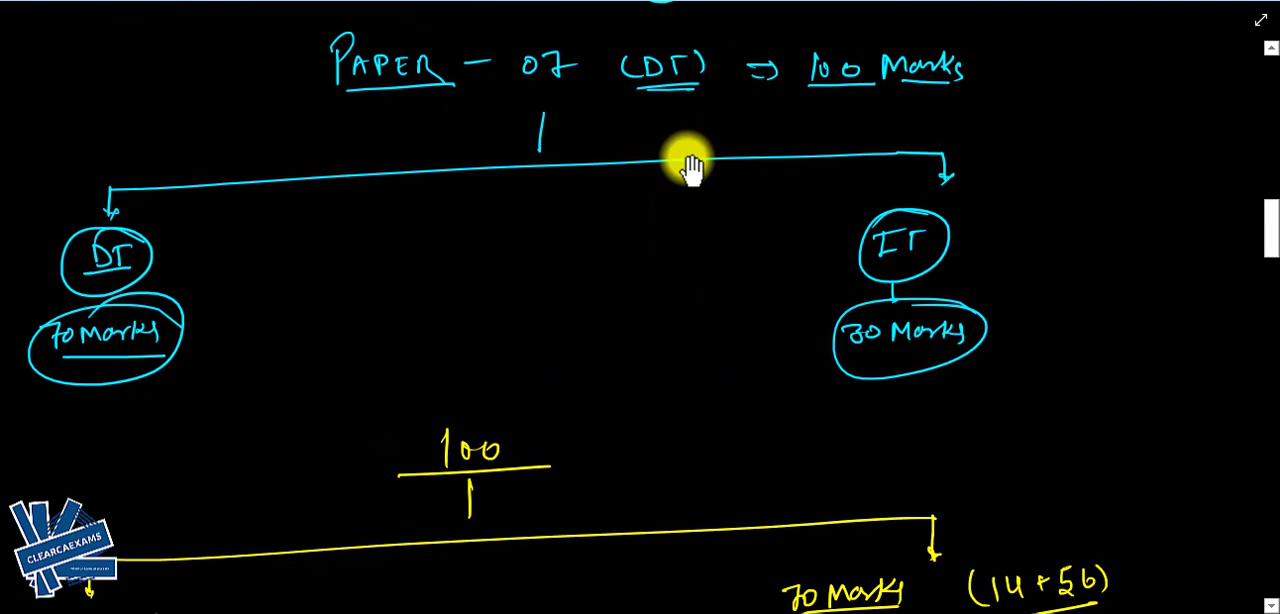 PAPER - 07 (DT) ⇒ 100 Marks
DT
IT
70 Marks
30 Marks
100
70 Marks (14 + 56)
CLEARCAEXAMS